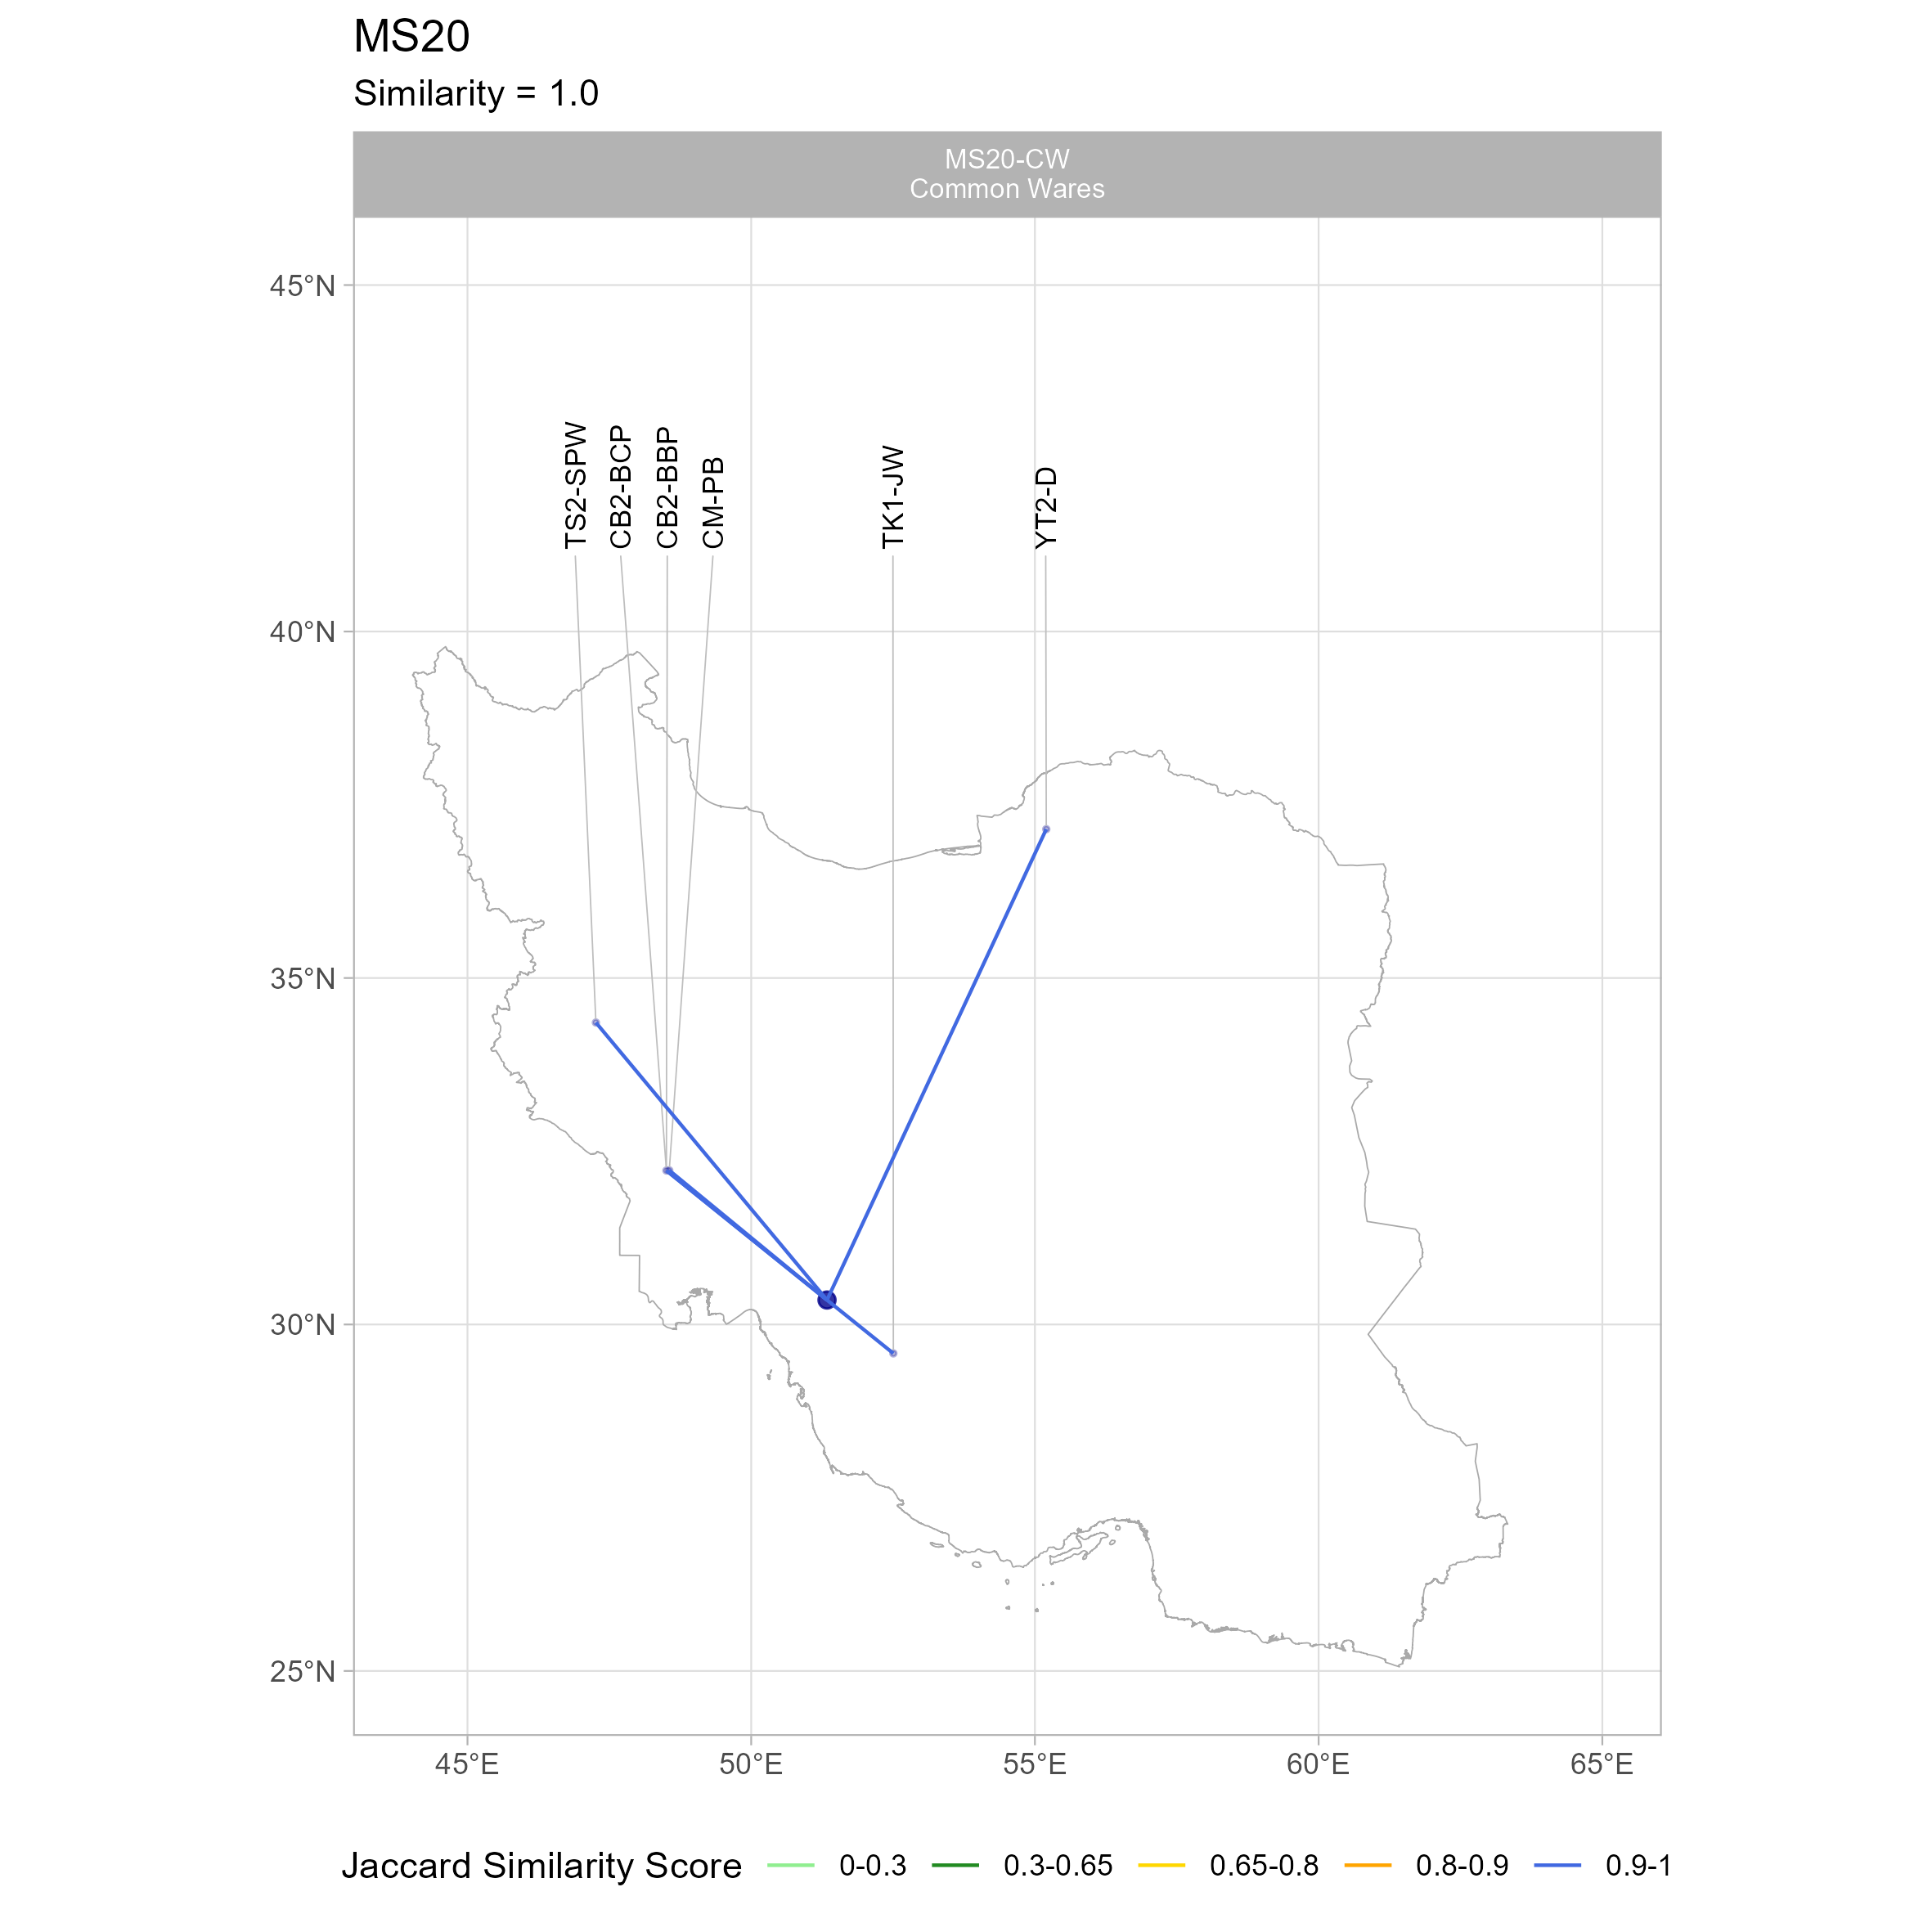 MS20
Similarity = 1.0
MS20-CW
Common Wares
45°N
40°N
35°N
30°N
25°N
TS2-SPW
CB2-BCP
CB2-BBP
CM-PB
TK1-JW
YT2-D
45°E
50°E
55°E
60°E
65°E
Jaccard Similarity Score 0-0.3 0.3-0.65 0.65-0.8 0.8-0.9 0.9-1